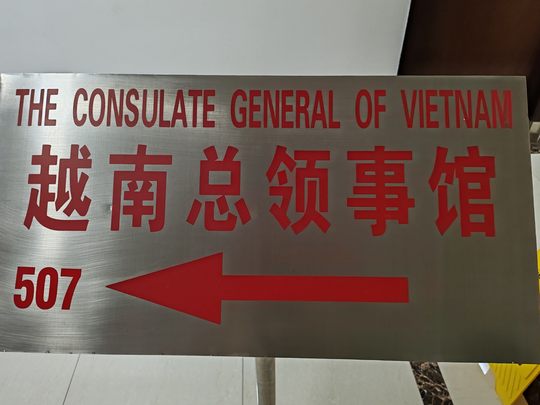 THE CONSULATE GENERAL OF VIETNAM
越南总领事馆
507